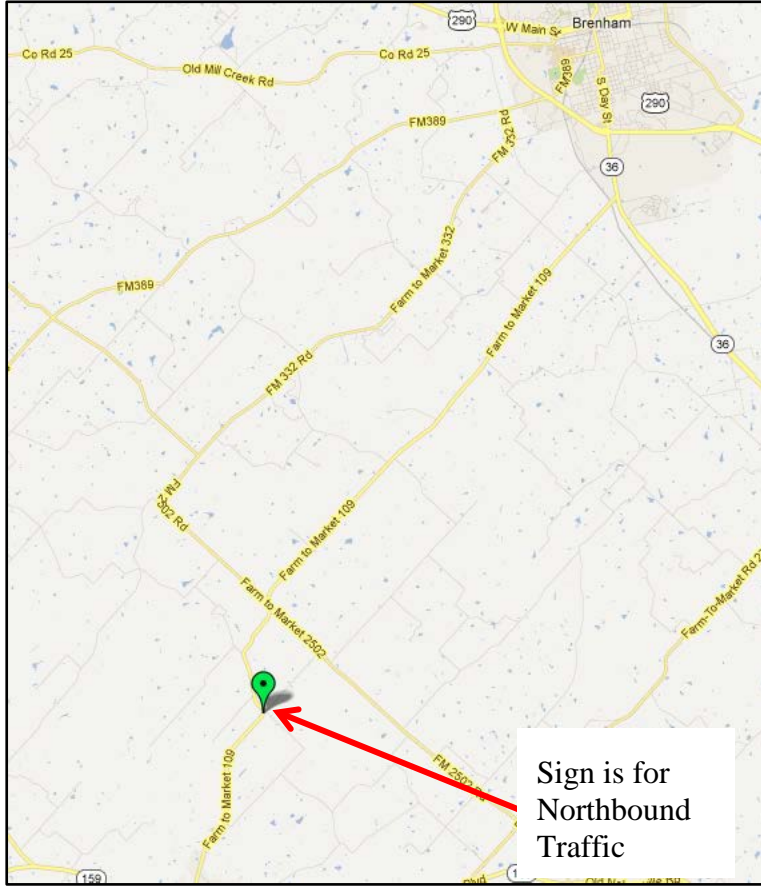 290
W Main St
Brenham
Co Rd 25
Old Mill Creek Rd
Co Rd 25
FM389
S Day St
290
FM389
FM 332 Rd
36
Farm to Market 332
Farm to Market 109
FM389
36
FM 332 Rd
FM 2
502 Rd
Farm to Market 109
Farm to Market 2502
Farm-To-Market Rd 2
Farm to Market 109
FM 2502 Rd
Sign is for
Northbound
Traffic
159